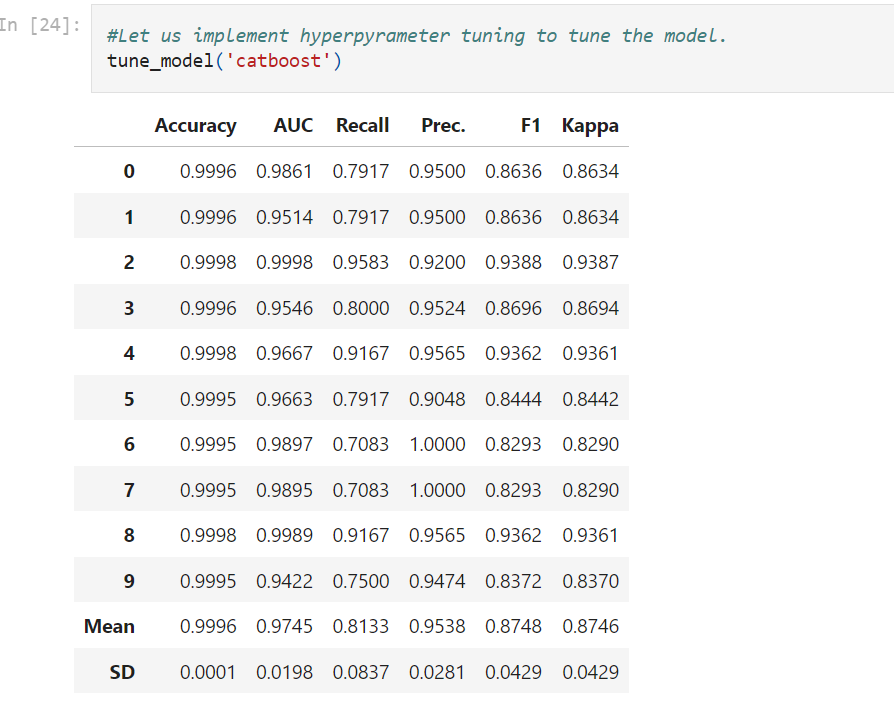 In [24]:
#Let us implement hyperpyrameter tuning to tune the model.
tune_model('catboost')
Accuracy AUC Recall Prec. F1 Kappa
0 0.9996 0.9861 0.7917 0.9500 0.8636 0.8634
1 0.9996 0.9514 0.7917 0.9500 0.8636 0.8634
2 0.9998 0.9998 0.9583 0.9200 0.9388 0.9387
3 0.9996 0.9546 0.8000 0.9524 0.8696 0.8694
4 0.9998 0.9667 0.9167 0.9565 0.9362 0.9361
5 0.9995 0.9663 0.7917 0.9048 0.8444 0.8442
6 0.9995 0.9897 0.7083 1.0000 0.8293 0.8290
7 0.9995 0.9895 0.7083 1.0000 0.8293 0.8290
8 0.9998 0.9989 0.9167 0.9565 0.9362 0.9361
9 0.9995 0.9422 0.7500 0.9474 0.8372 0.8370
Mean 0.9996 0.9745 0.8133 0.9538 0.8748 0.8746
SD 0.0001 0.0198 0.0837 0.0281 0.0429 0.0429